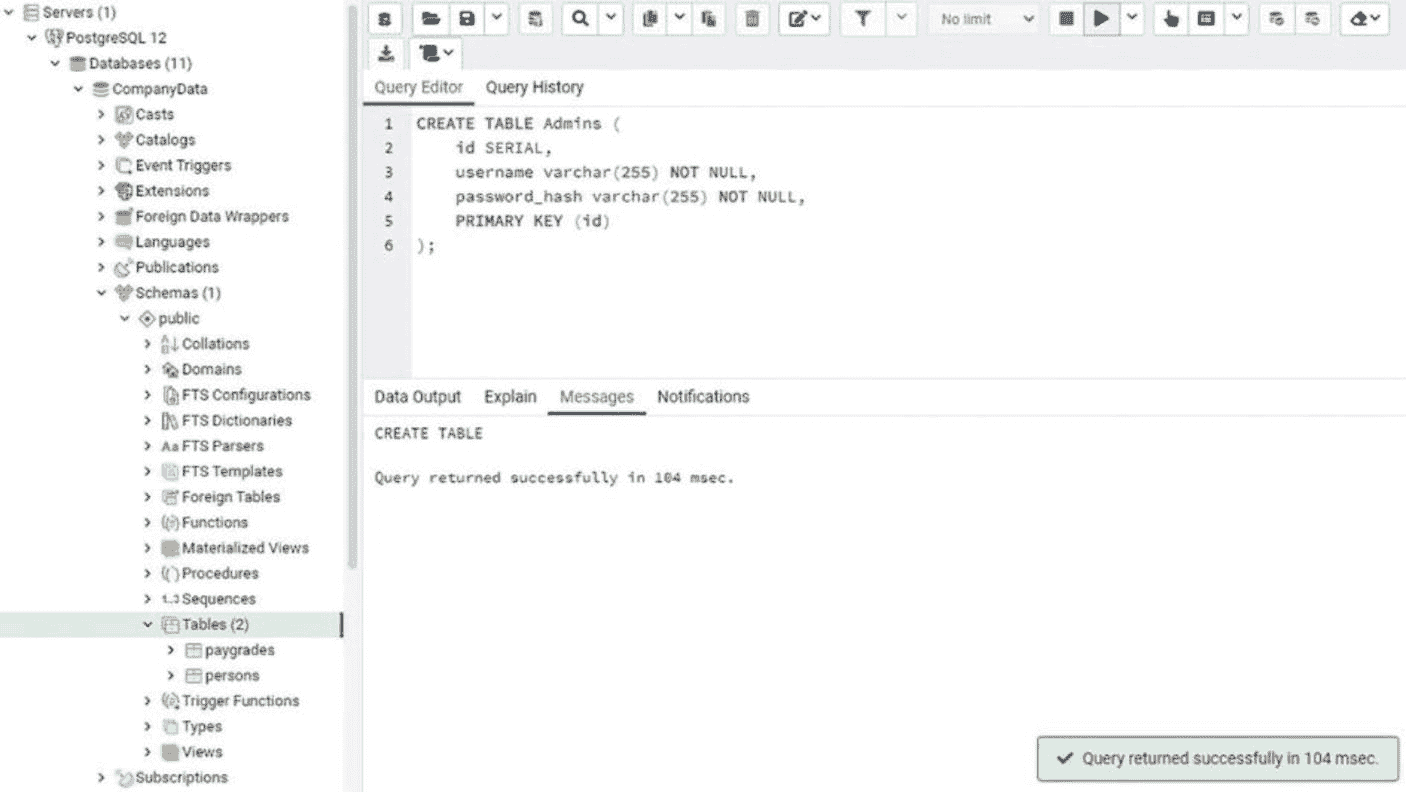 Servers (1)
PostgreSQL 12
Databases (11)
CompanyData
Casts
Catalogs
Event Triggers
Extensions
Foreign Data Wrappers
Languages
Publications
Schemas (1)
public
Collations
Domains
FTS Configurations
FTS Dictionaries
Aa FTS Parsers
FTS Templates
Foreign Tables
Functions
Materialized Views
Procedures
1..3 Sequences
Tables (2)
paygrades
persons
Trigger Functions
Types
Views
Subscriptions
No limit
Query Editor Query History
1 CREATE TABLE Admins (
2 id SERIAL,
3 username varchar(255) NOT NULL,
4 password_hash varchar(255) NOT NULL,
5 PRIMARY KEY (id)
6 );
Data Output Explain Messages Notifications
CREATE TABLE
Query returned successfully in 104 msec.
Query returned successfully in 104 msec.